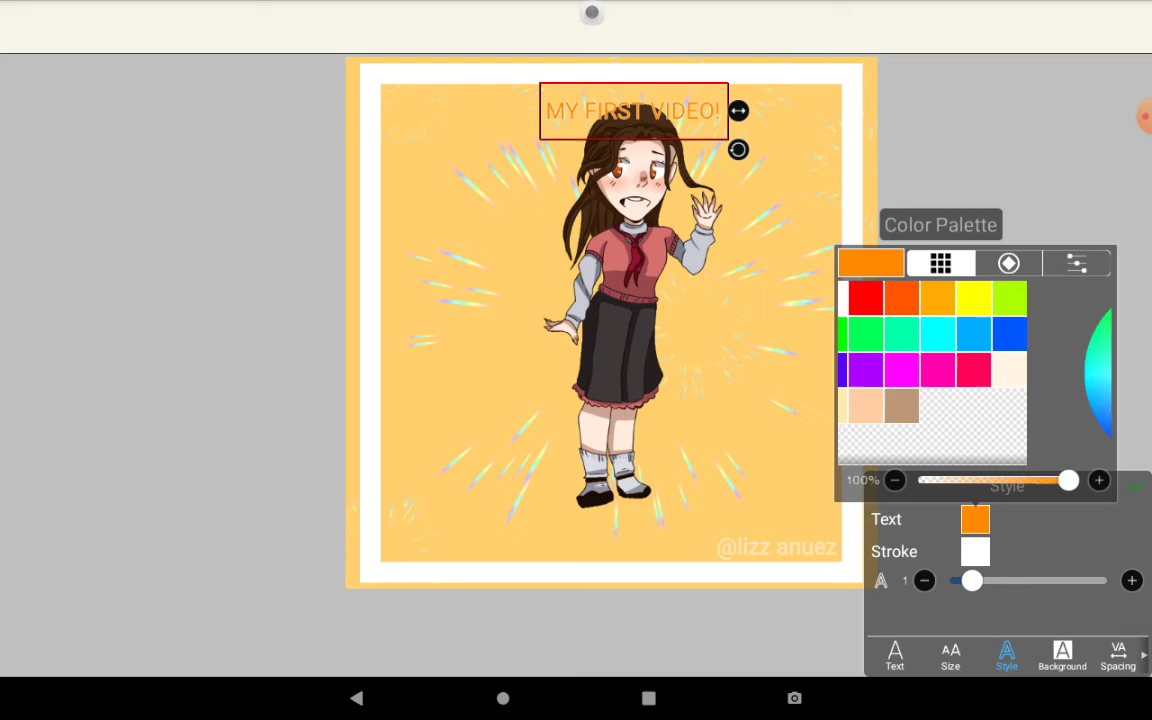 MY FIRST VIDEO!
Color Palette
100%
Style
Text
Stroke
1
@lizz anuez
Text
Size
Style
Background
Spacing